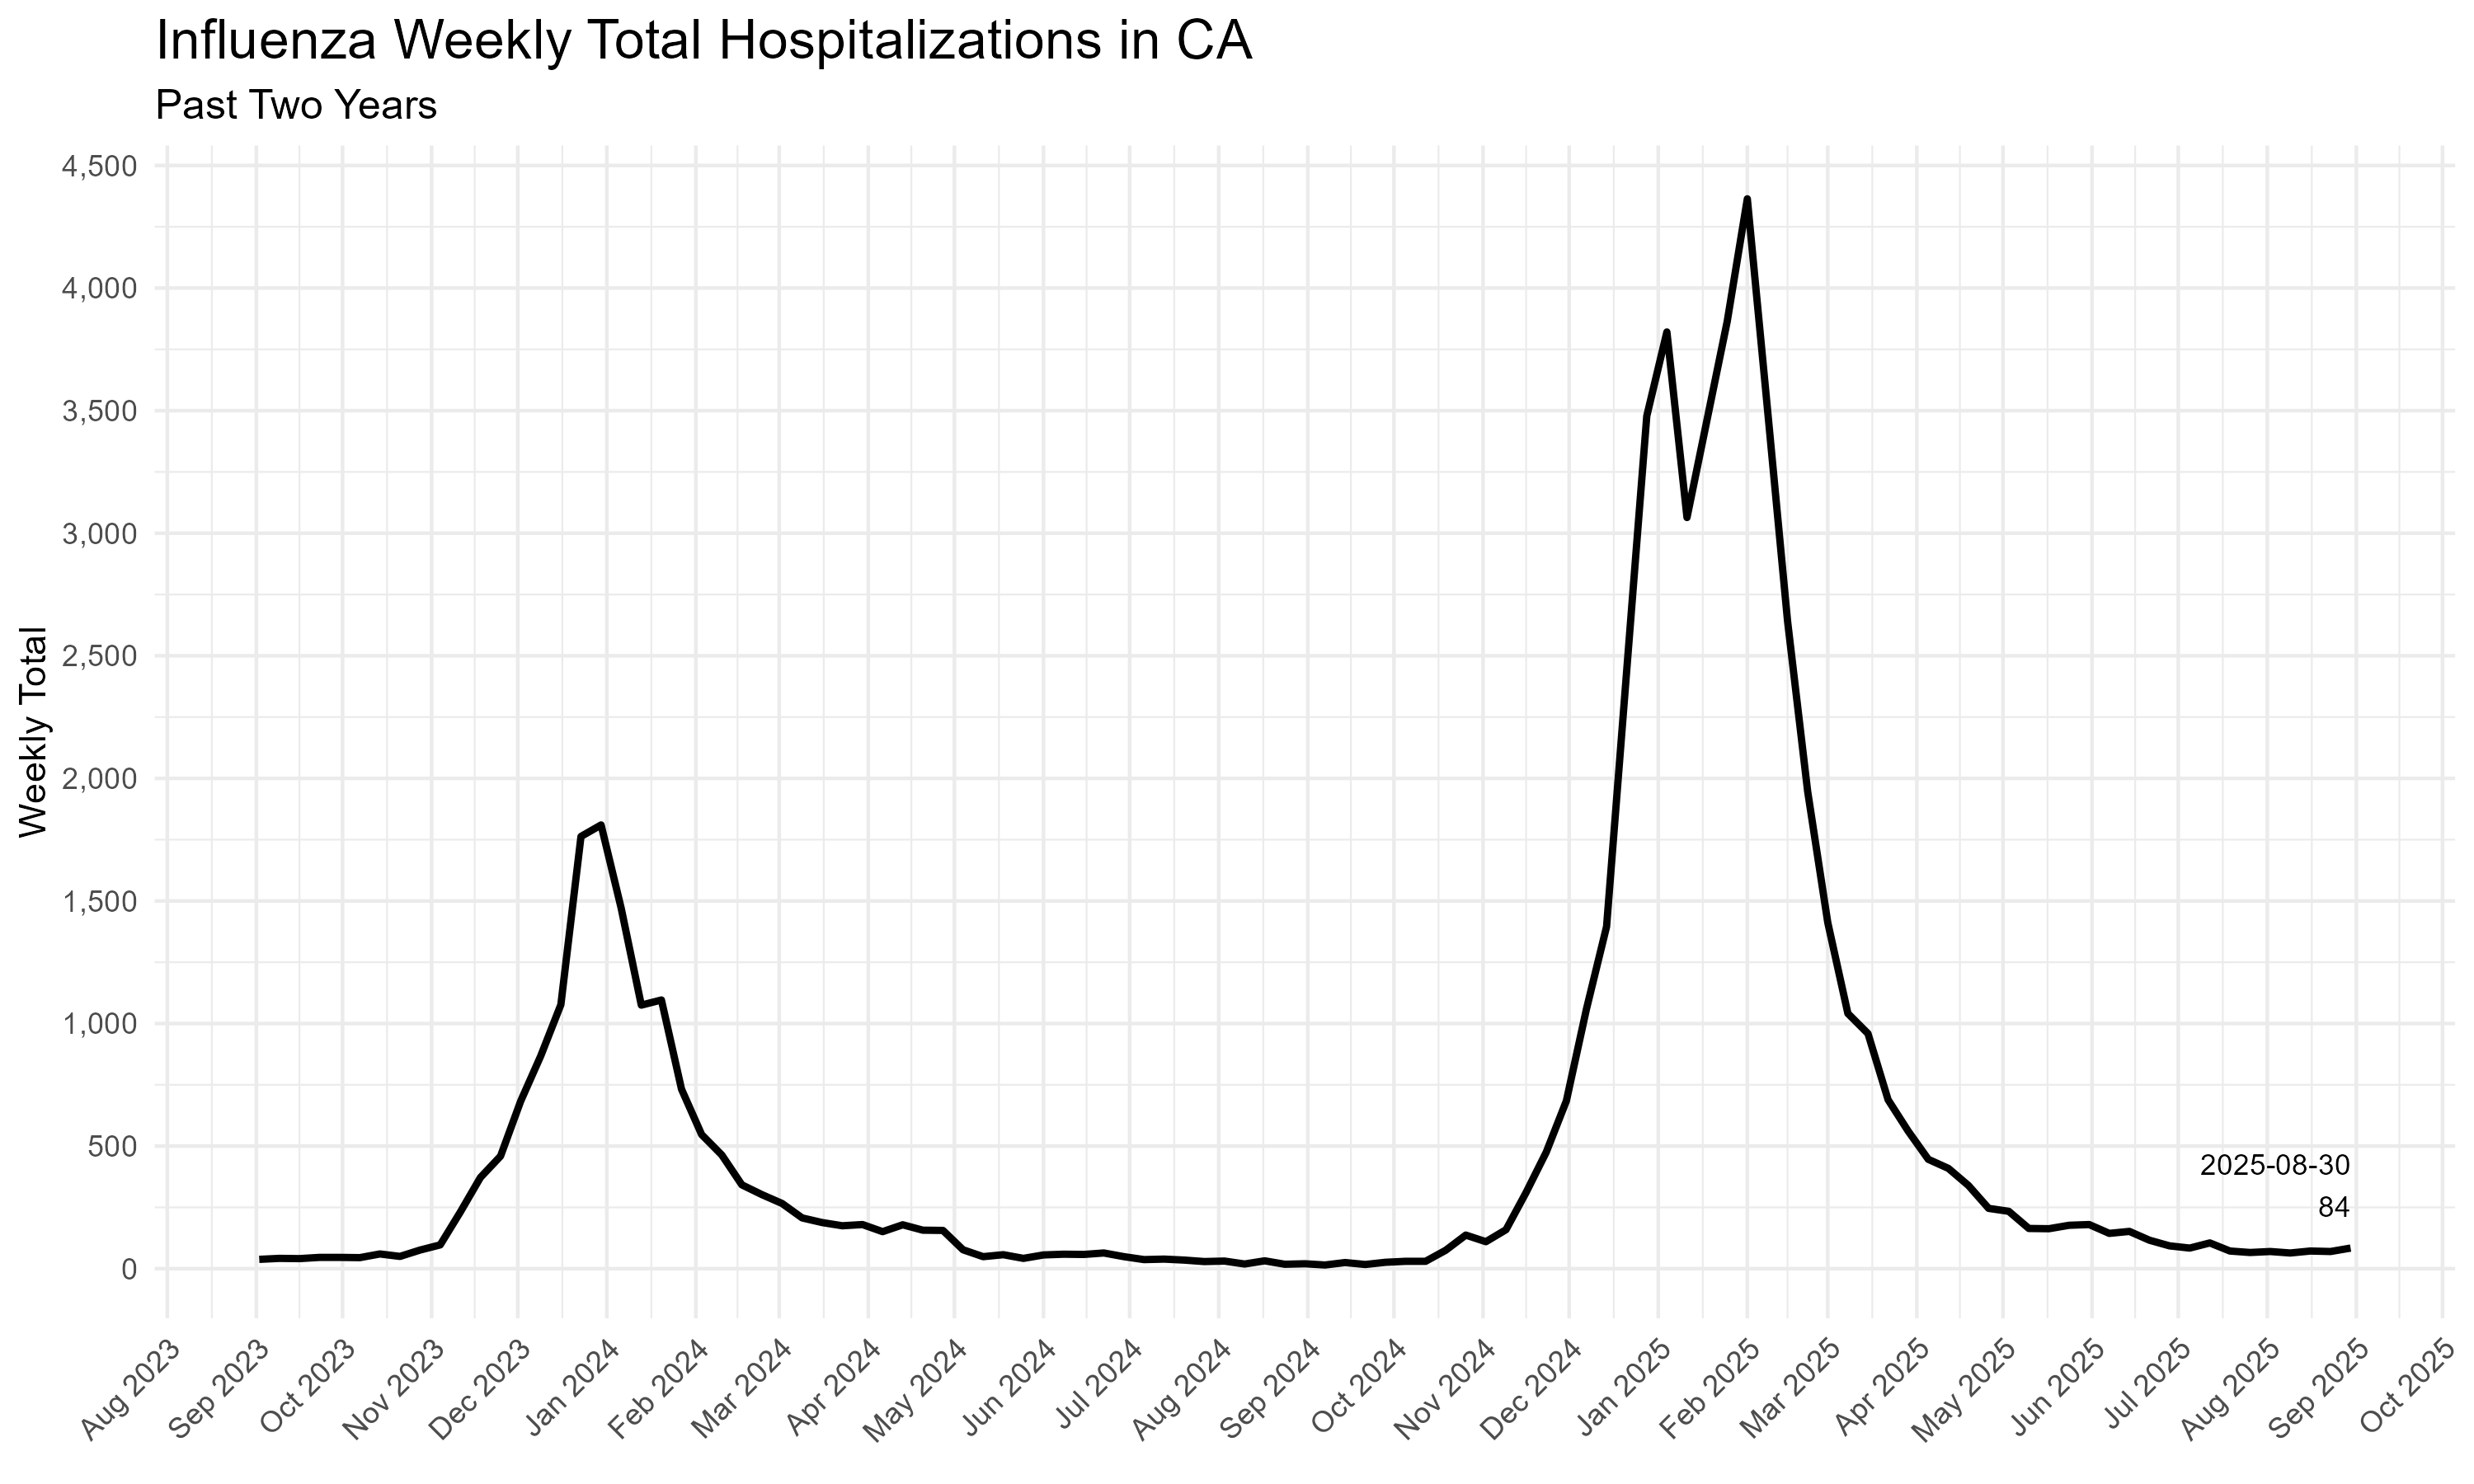 Influenza Weekly Total Hospitalizations in CA
Past Two Years
Weekly Total
4,500
4,000
3,500
3,000
2,500
2,000
1,500
1,000
500
0
2025-08-30
84
Aug 2023
Sep 2023
Oct 2023
Nov 2023
Dec 2023
Jan 2024
Feb 2024
Mar 2024
Apr 2024
May 2024
Jun 2024
Jul 2024
Aug 2024
Sep 2024
Oct 2024
Nov 2024
Dec 2024
Jan 2025
Feb 2025
Mar 2025
Apr 2025
May 2025
Jun 2025
Jul 2025
Aug 2025
Sep 2025
Oct 2025